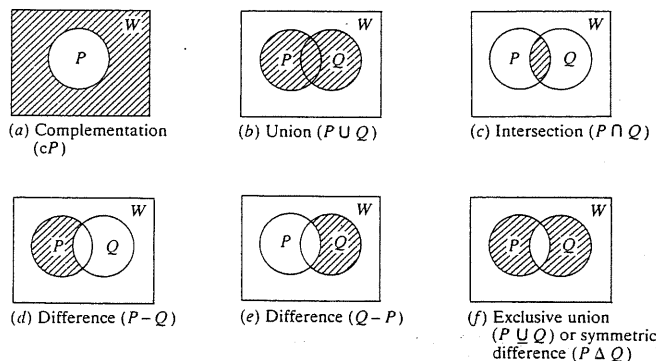 W
P
(a) Complementation
(cP)
W
P Q
(b) Union (P ∪ Q)
W
P Q
(c) Intersection (P ∩ Q)
W
P Q
(d) Difference (P – Q)
W
P Q
(e) Difference (Q – P)
W
P Q
(f) Exclusive union
(P ∪̲ Q) or symmetric
difference (P Δ Q)